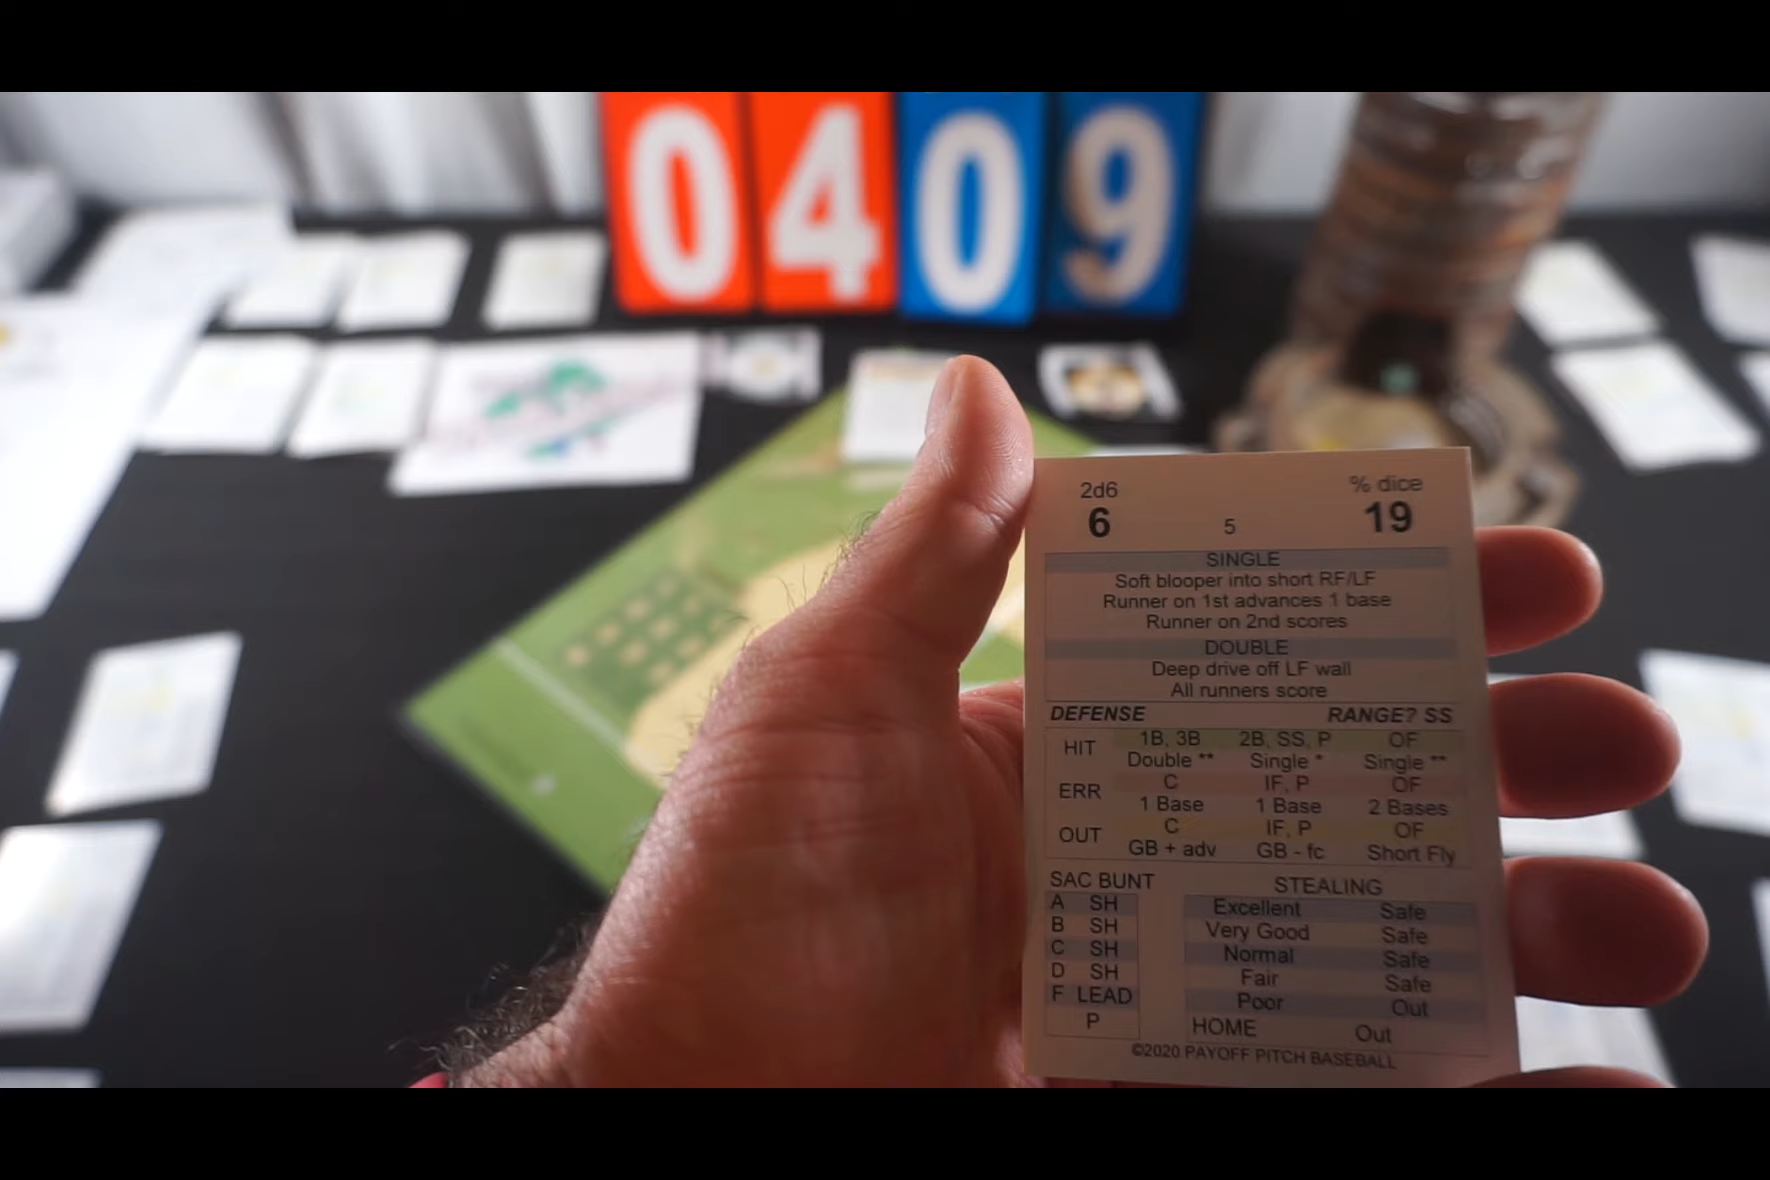 04 09
2d6 % dice
6 5 19
SINGLE
Soft blooper into short RF/LF
Runner on 1st advances 1 base
Runner on 2nd scores
DOUBLE
Deep drive off LF wall
All runners score
DEFENSE RANGE? SS
HIT 1B, 3B 2B, SS, P OF
Double ** Single * Single **
ERR C IF, P OF
1 Base 1 Base 2 Bases
OUT C IF, P OF
GB + adv GB - fc Short Fly
SAC BUNT STEALING
A SH Excellent Safe
B SH Very Good Safe
C SH Normal Safe
D SH Fair Safe
F LEAD Poor Out
P HOME Out
©2020 PAYOFF PITCH BASEBALL